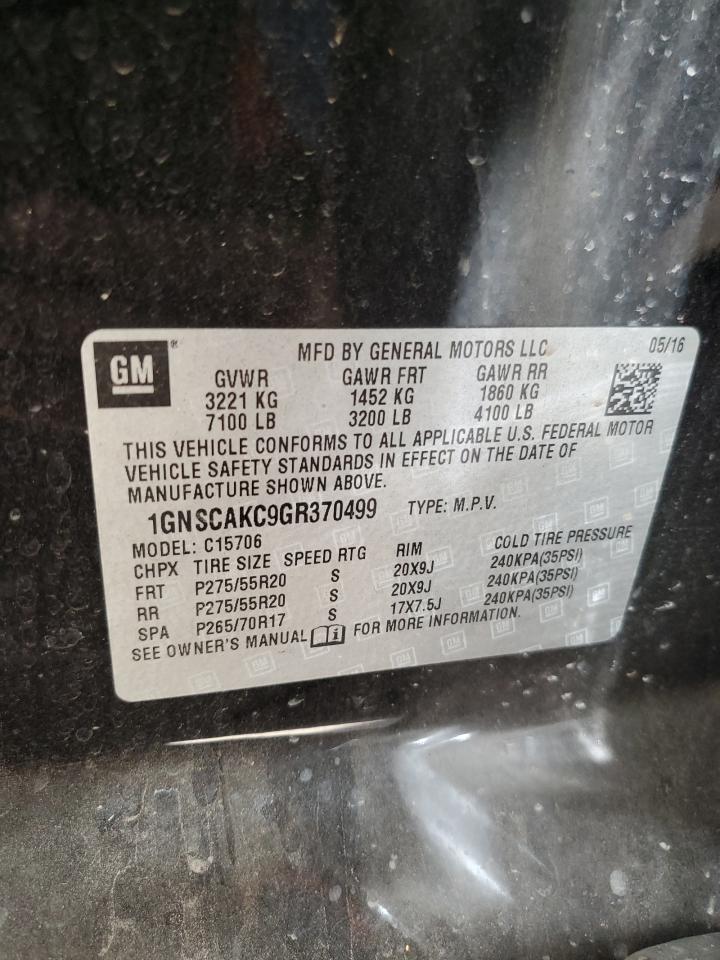 GM®
MFD BY GENERAL MOTORS LLC 05/16
GVWR GAWR FRT GAWR RR
3221 KG 1452 KG 1860 KG
7100 LB 3200 LB 4100 LB
THIS VEHICLE CONFORMS TO ALL APPLICABLE U.S. FEDERAL MOTOR
VEHICLE SAFETY STANDARDS IN EFFECT ON THE DATE OF
MANUFACTURE SHOWN ABOVE.
1GNSCAKC9GR370499 TYPE: M.P.V.
MODEL: C15706
CHPX TIRE SIZE SPEED RTG RIM COLD TIRE PRESSURE
FRT P275/55R20 S 20X9J 240KPA(35PSI)
RR P275/55R20 S 20X9J 240KPA(35PSI)
SPA P265/70R17 S 17X7.5J 240KPA(35PSI)
SEE OWNER'S MANUAL i FOR MORE INFORMATION.